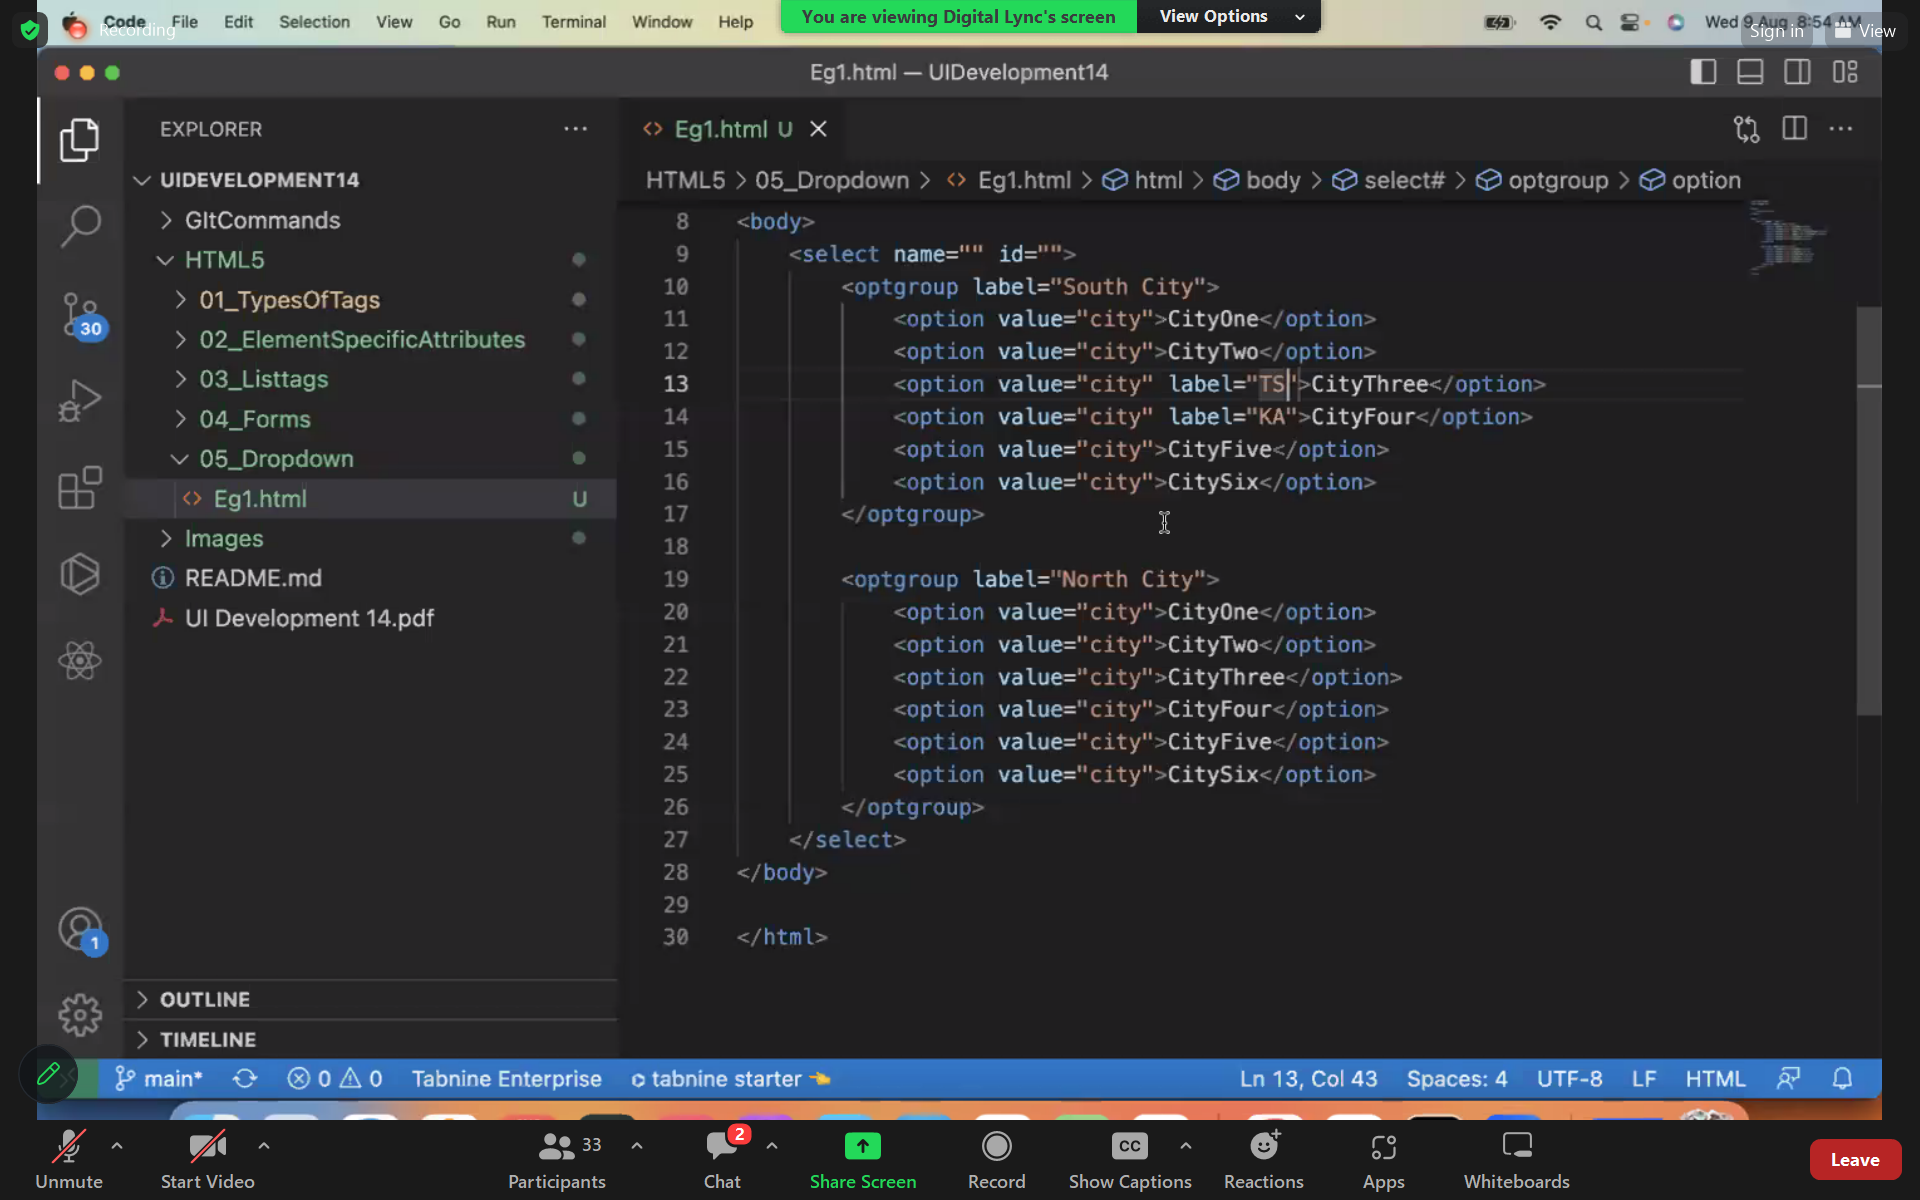 Code File Edit Selection View Go Run Terminal Window Help
Recording
You are viewing Digital Lync's screen View Options
Wed 9 Aug 8:54 AM
Sign in View
Eg1.html — UIDevelopment14
EXPLORER
Eg1.html U
UIDEVELOPMENT14
GItCommands
HTML5
01_TypesOfTags
02_ElementSpecificAttributes
03_Listtags
04_Forms
05_Dropdown
Eg1.html U
Images
README.md
UI Development 14.pdf
30
1
OUTLINE
TIMELINE
HTML5 > 05_Dropdown > Eg1.html > html > body > select# > optgroup > option
8 <body>
9 <select name="" id="">
10 <optgroup label="South City">
11 <option value="city">CityOne</option>
12 <option value="city">CityTwo</option>
13 <option value="city" label="TS">CityThree</option>
14 <option value="city" label="KA">CityFour</option>
15 <option value="city">CityFive</option>
16 <option value="city">CitySix</option>
17 </optgroup>
18
19 <optgroup label="North City">
20 <option value="city">CityOne</option>
21 <option value="city">CityTwo</option>
22 <option value="city">CityThree</option>
23 <option value="city">CityFour</option>
24 <option value="city">CityFive</option>
25 <option value="city">CitySix</option>
26 </optgroup>
27 </select>
28 </body>
29
30 </html>
main* 0 0 Tabnine Enterprise tabnine starter Ln 13, Col 43 Spaces: 4 UTF-8 LF HTML
33 2 CC
Unmute Start Video Participants Chat Share Screen Record Show Captions Reactions Apps Whiteboards Leave